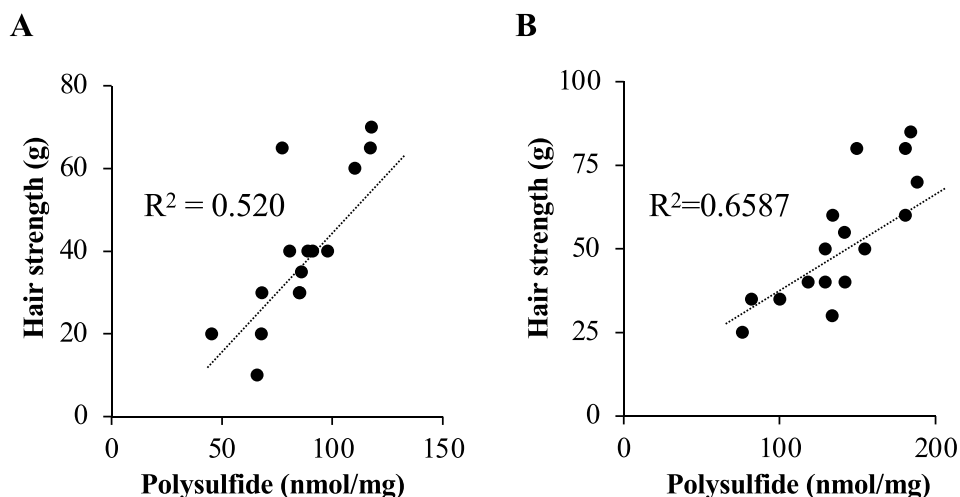 A
80
60
40
20
0
Hair strength (g)
R² = 0.520
0 50 100 150
Polysulfide (nmol/mg)
B
100
75
50
25
0
Hair strength (g)
R²=0.6587
0 100 200
Polysulfide (nmol/mg)